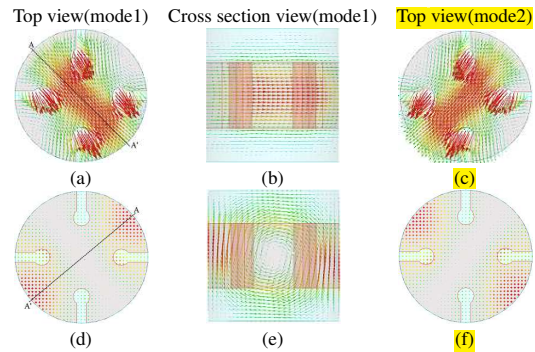 Top view(mode1) Cross section view(mode1) Top view(mode2)
A
A'
(a) (b) (c)
A
A'
(d) (e) (f)